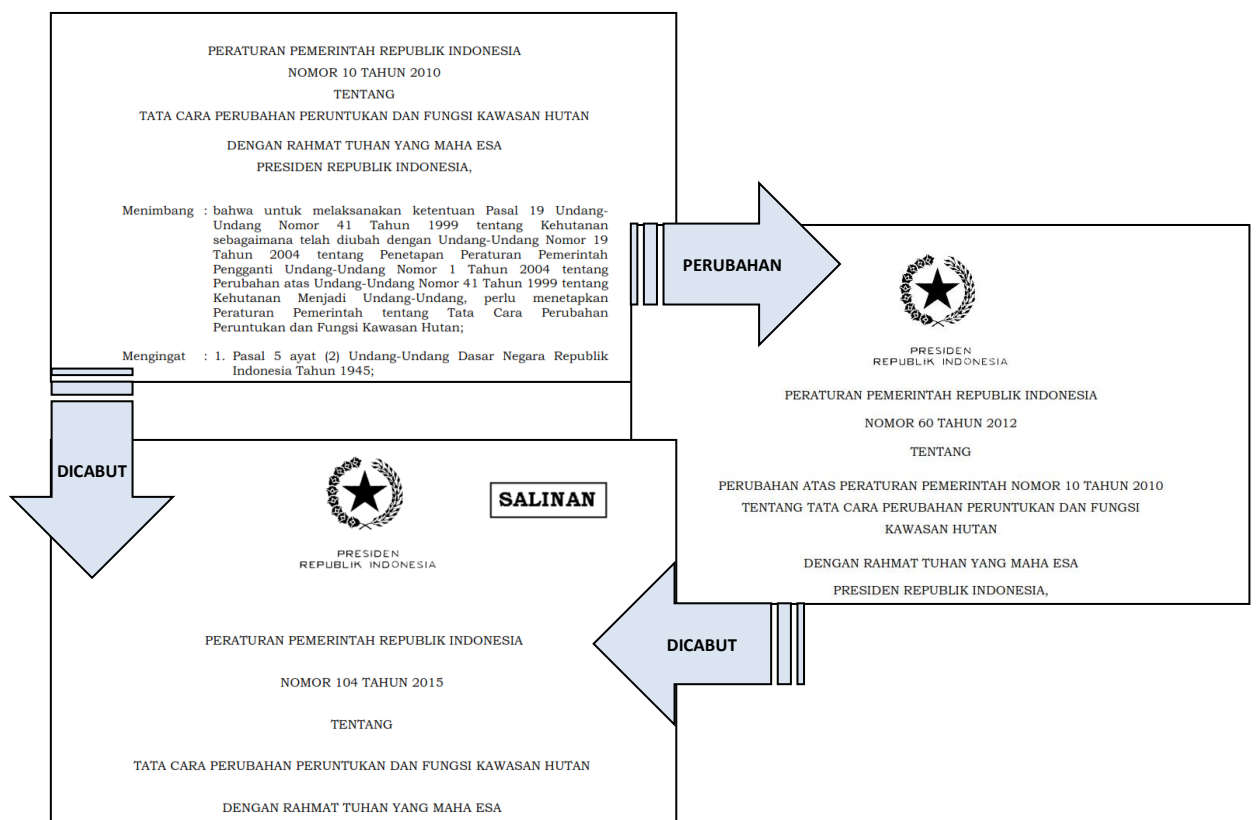 PERATURAN PEMERINTAH REPUBLIK INDONESIA
NOMOR 10 TAHUN 2010
TENTANG
TATA CARA PERUBAHAN PERUNTUKAN DAN FUNGSI KAWASAN HUTAN
DENGAN RAHMAT TUHAN YANG MAHA ESA
PRESIDEN REPUBLIK INDONESIA,
Menimbang : bahwa untuk melaksanakan ketentuan Pasal 19 Undang-
Undang Nomor 41 Tahun 1999 tentang Kehutanan
sebagaimana telah diubah dengan Undang-Undang Nomor 19
Tahun 2004 tentang Penetapan Peraturan Pemerintah
Pengganti Undang-Undang Nomor 1 Tahun 2004 tentang
Perubahan atas Undang-Undang Nomor 41 Tahun 1999 tentang
Kehutanan Menjadi Undang-Undang, perlu menetapkan
Peraturan Pemerintah tentang Tata Cara Perubahan
Peruntukan dan Fungsi Kawasan Hutan;
Mengingat : 1. Pasal 5 ayat (2) Undang-Undang Dasar Negara Republik
Indonesia Tahun 1945;
PERUBAHAN
PRESIDEN
REPUBLIK INDONESIA
PERATURAN PEMERINTAH REPUBLIK INDONESIA
NOMOR 60 TAHUN 2012
TENTANG
PERUBAHAN ATAS PERATURAN PEMERINTAH NOMOR 10 TAHUN 2010
TENTANG TATA CARA PERUBAHAN PERUNTUKAN DAN FUNGSI
KAWASAN HUTAN
DENGAN RAHMAT TUHAN YANG MAHA ESA
PRESIDEN REPUBLIK INDONESIA,
DICABUT
DICABUT
SALINAN
PRESIDEN
REPUBLIK INDONESIA
PERATURAN PEMERINTAH REPUBLIK INDONESIA
NOMOR 104 TAHUN 2015
TENTANG
TATA CARA PERUBAHAN PERUNTUKAN DAN FUNGSI KAWASAN HUTAN
DENGAN RAHMAT TUHAN YANG MAHA ESA